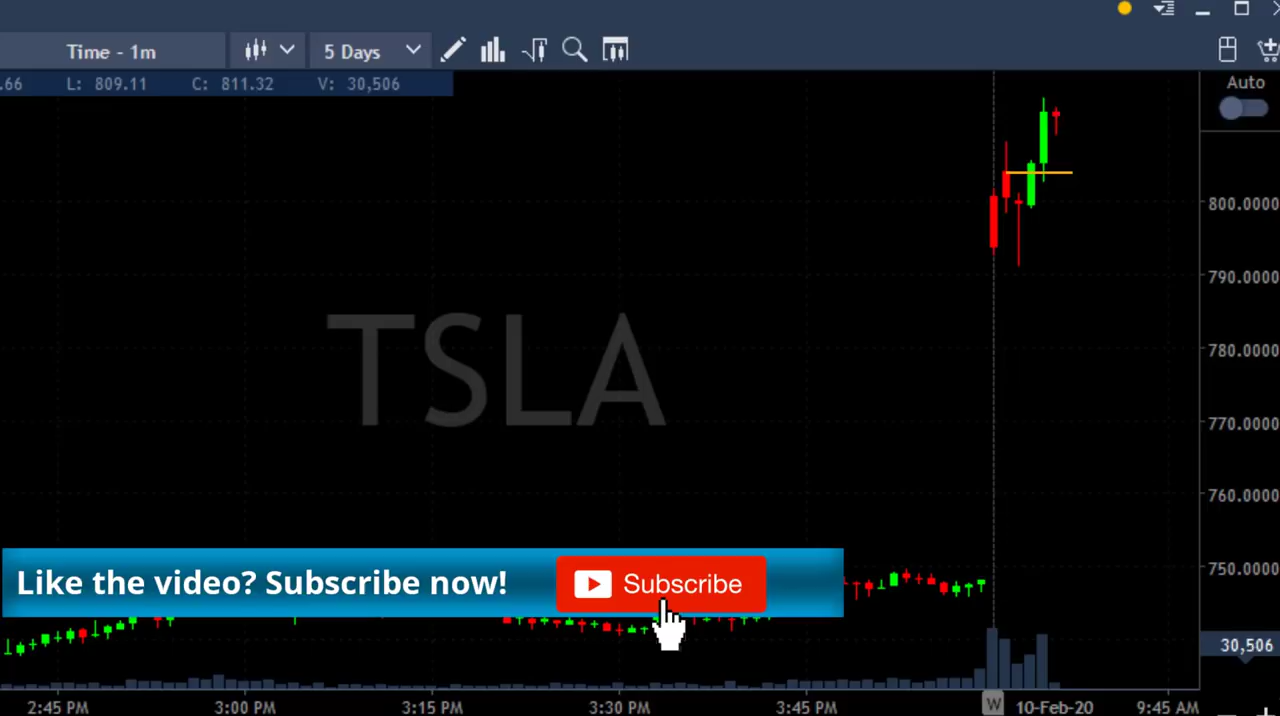 Time - 1m
5 Days
.66 L: 809.11 C: 811.32 V: 30,506
Auto
800.0000
790.0000
TSLA
780.0000
770.0000
760.0000
750.0000
Like the video? Subscribe now!
Subscribe
30,506
2:45 PM 3:00 PM 3:15 PM 3:30 PM 3:45 PM W 10-Feb-20 9:45 AM